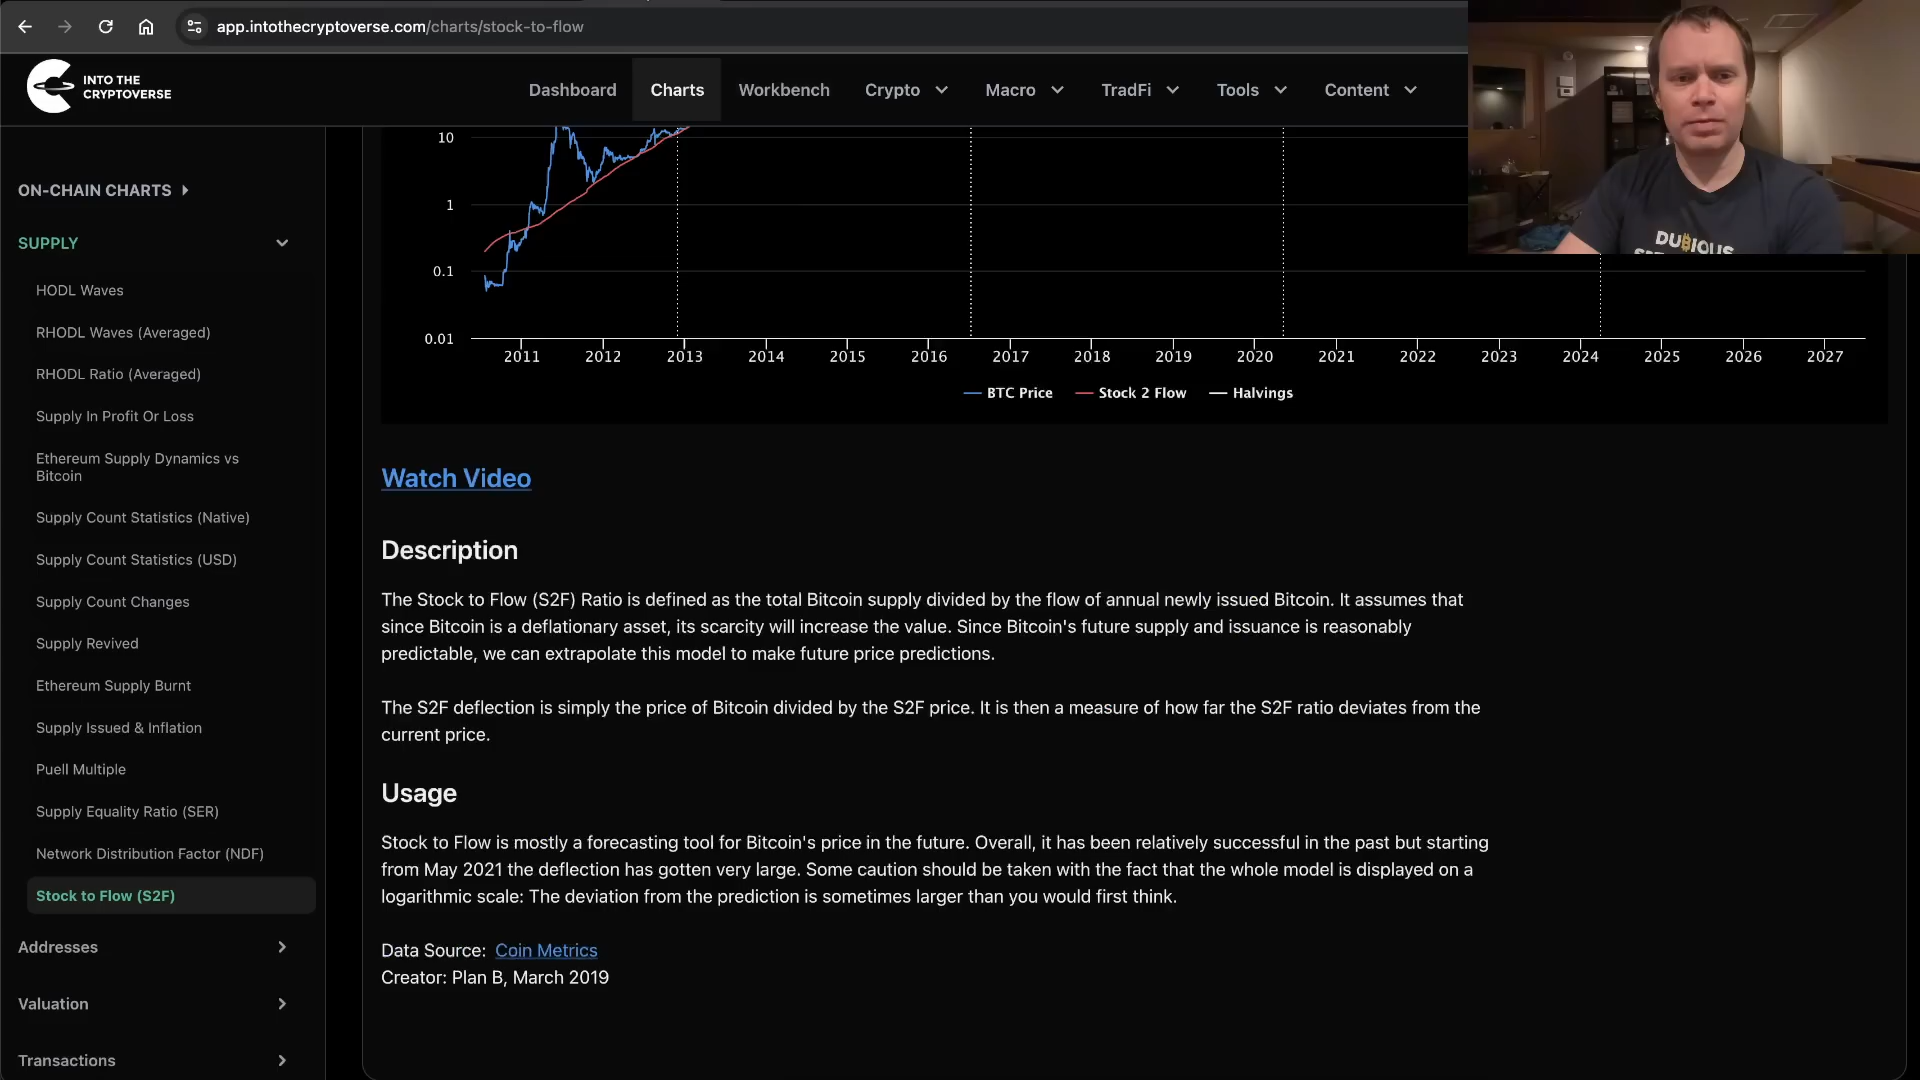 app.intothecryptoverse.com/charts/stock-to-flow
INTO THE
CRYPTOVERSE
Dashboard
Charts
Workbench
Crypto
Macro
TradFi
Tools
Content
DUBIOUS
ON-CHAIN CHARTS
SUPPLY
HODL Waves
RHODL Waves (Averaged)
RHODL Ratio (Averaged)
Supply In Profit Or Loss
Ethereum Supply Dynamics vs
Bitcoin
Supply Count Statistics (Native)
Supply Count Statistics (USD)
Supply Count Changes
Supply Revived
Ethereum Supply Burnt
Supply Issued & Inflation
Puell Multiple
Supply Equality Ratio (SER)
Network Distribution Factor (NDF)
Stock to Flow (S2F)
Addresses
Valuation
Transactions
10
1
0.1
0.01
2011 2012 2013 2014 2015 2016 2017 2018 2019 2020 2021 2022 2023 2024 2025 2026 2027
BTC Price Stock 2 Flow Halvings
Watch Video
Description
The Stock to Flow (S2F) Ratio is defined as the total Bitcoin supply divided by the flow of annual newly issued Bitcoin. It assumes that
since Bitcoin is a deflationary asset, its scarcity will increase the value. Since Bitcoin's future supply and issuance is reasonably
predictable, we can extrapolate this model to make future price predictions.
The S2F deflection is simply the price of Bitcoin divided by the S2F price. It is then a measure of how far the S2F ratio deviates from the
current price.
Usage
Stock to Flow is mostly a forecasting tool for Bitcoin's price in the future. Overall, it has been relatively successful in the past but starting
from May 2021 the deflection has gotten very large. Some caution should be taken with the fact that the whole model is displayed on a
logarithmic scale: The deviation from the prediction is sometimes larger than you would first think.
Data Source: Coin Metrics
Creator: Plan B, March 2019